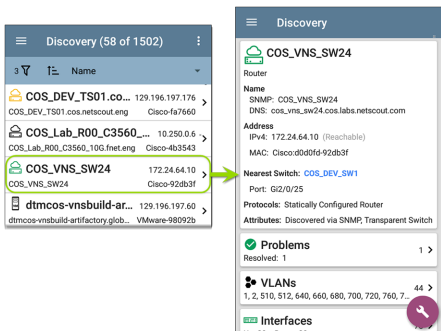 Discovery (58 of 1502)
3
Name
COS_DEV_TS01.co... 129.196.197.176
COS_DEV_TS01.cos.netscout.eng Cisco-fa7660
COS_Lab_R00_C3560_... 10.250.0.6
COS_Lab_R00_C3560_10G.fnet.eng Cisco-4b3543
COS_VNS_SW24 172.24.64.10
COS_VNS_SW24 Cisco-92db3f
dtmcos-vnsbuild-ar... 129.196.197.60
dtmcos-vnsbuild-artifactory.glob... VMware-98092b
Discovery
COS_VNS_SW24
Router
Name
SNMP: COS_VNS_SW24
DNS: cos_vns_sw24.cos.labs.netscout.com
Address
IPv4: 172.24.64.10 (Reachable)
MAC: Cisco:d0d0fd-92db3f
Nearest Switch: COS_DEV_SW1
Port: Gi2/0/25
Protocols: Statically Configured Router
Attributes: Discovered via SNMP, Transparent Switch
Problems
Resolved: 1
1
VLANs
1, 2, 510, 512, 640, 660, 680, 700, 720, 760, 7...
44
Interfaces